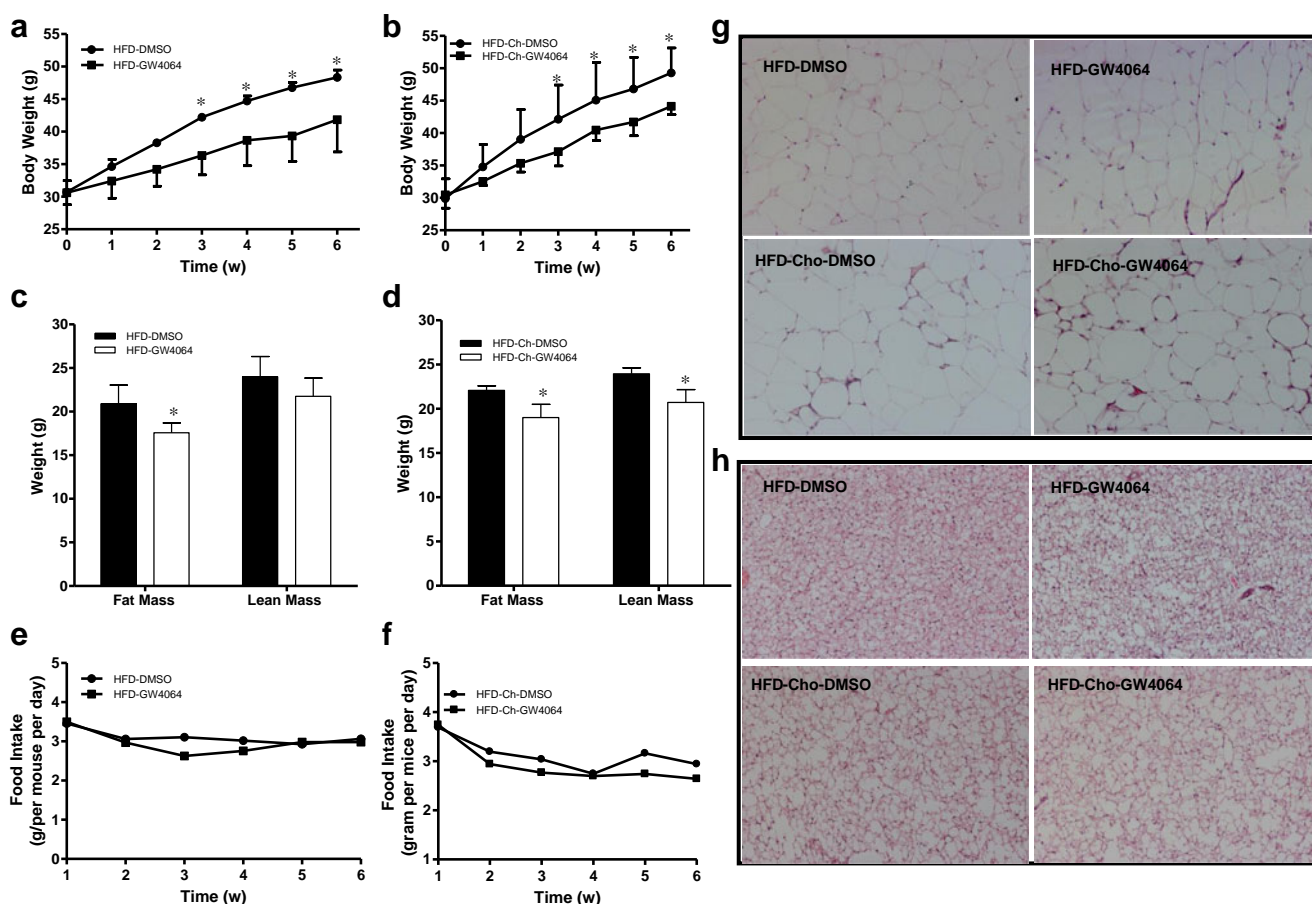 a
HFD-DMSO
HFD-GW4064
Body Weight (g)
55
50
45
40
35
30
25
* * * *
0 1 2 3 4 5 6
Time (w)
b
HFD-Ch-DMSO
HFD-Ch-GW4064
Body Weight (g)
55
50
45
40
35
30
25
* * * *
0 1 2 3 4 5 6
Time (w)
c
HFD-DMSO
HFD-GW4064
Weight (g)
30
25
20
15
10
5
0
*
Fat Mass Lean Mass
d
HFD-Ch-DMSO
HFD-Ch-GW4064
Weight (g)
30
25
20
15
10
5
0
* *
Fat Mass Lean Mass
e
HFD-DMSO
HFD-GW4064
Food Intake
(g/per mouse per day)
5
4
3
2
1
0
1 2 3 4 5 6
Time (w)
f
HFD-Ch-DMSO
HFD-Ch-GW4064
Food Intake
(gram per mice per day)
5
4
3
2
1
1 2 3 4 5 6
Time (w)
g
HFD-DMSO
HFD-GW4064
HFD-Cho-DMSO
HFD-Cho-GW4064
h
HFD-DMSO
HFD-GW4064
HFD-Cho-DMSO
HFD-Cho-GW4064